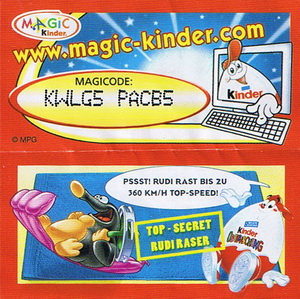 MAGIC
Kinder
www.magic-kinder.com
MAGICODE:
KWLG5 PACB5
Kinder
© MPG
PSSST! RUDI RAST BIS ZU
360 KM/H TOP-SPEED!
TOP-SECRET
RUDI RASER
Kinder